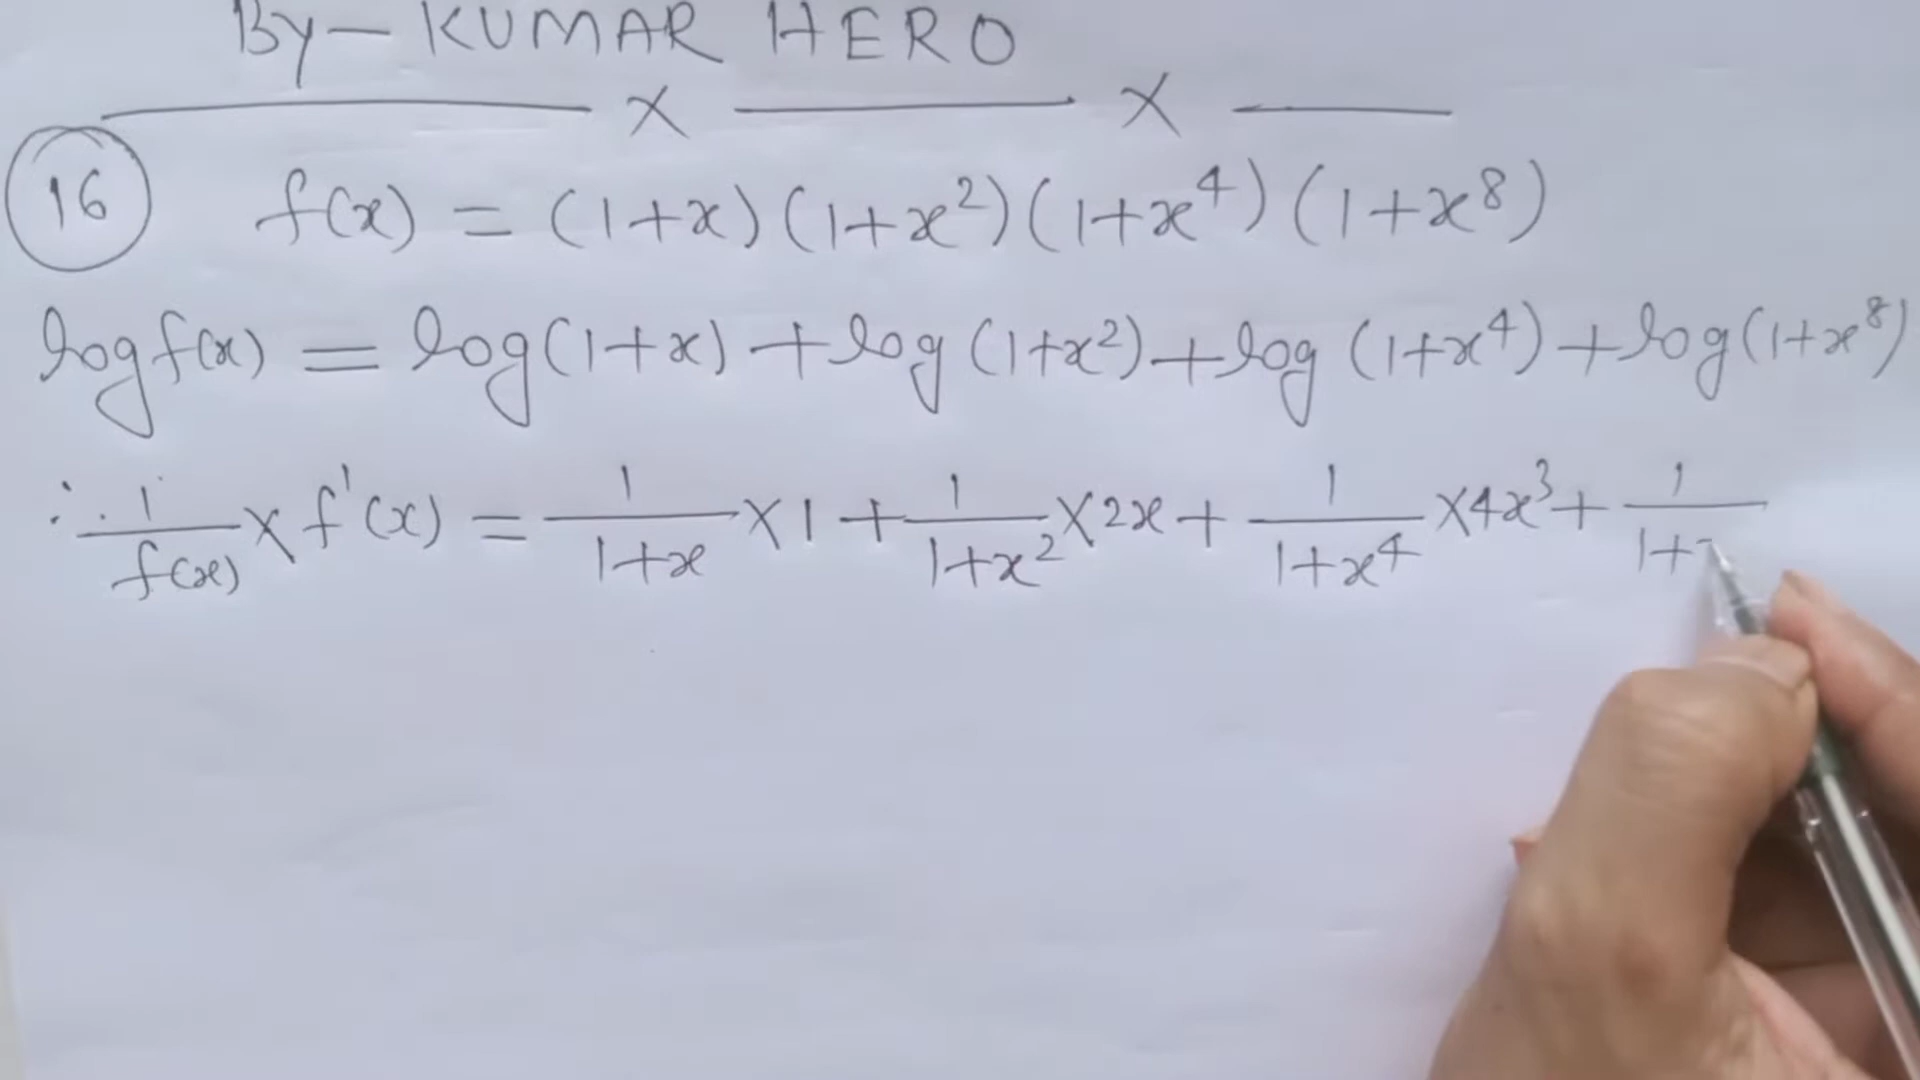 By - KUMAR HERO
× ×
16 f(x) = (1+x)(1+x²)(1+x⁴)(1+x⁸)
log f(x) = log(1+x) + log(1+x²) + log(1+x⁴) + log(1+x⁸)
∴ 1/f(x) × f'(x) = 1/1+x × 1 + 1/1+x² × 2x + 1/1+x⁴ × 4x³ + 1/1+